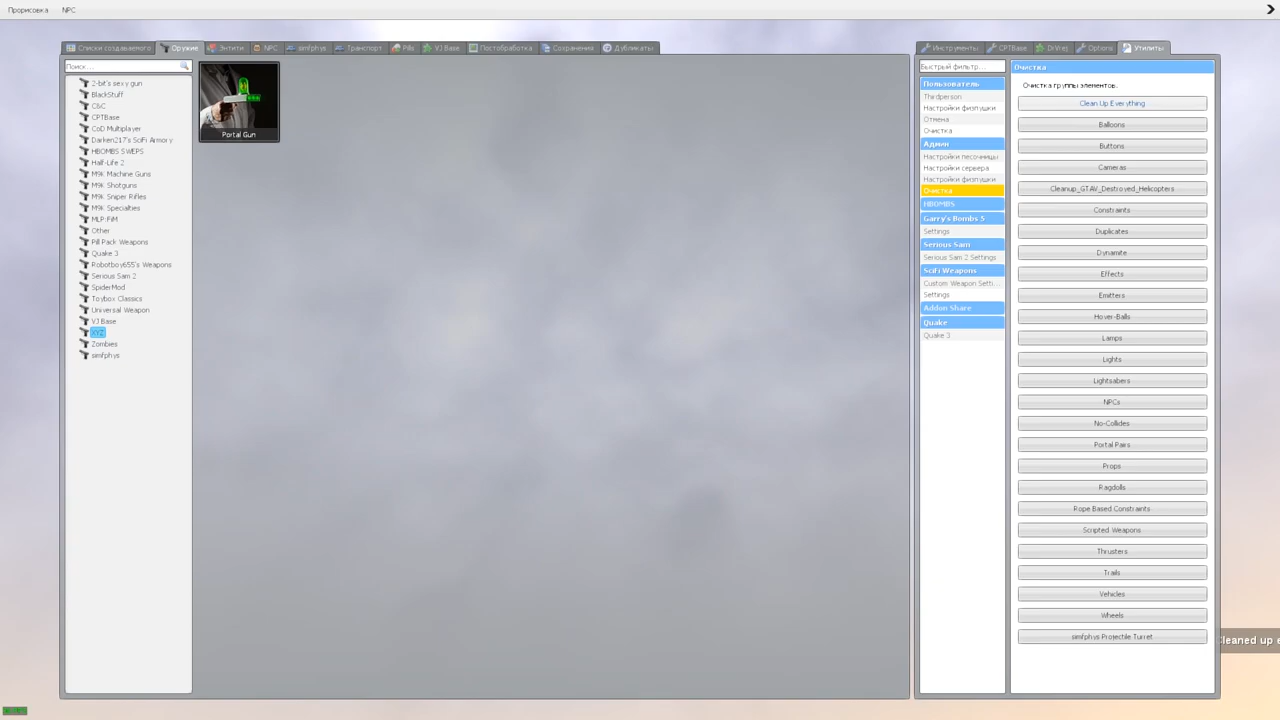 Прорисовка NPC
Списки создаваемого Оружие Энтити NPC simfphys Транспорт Pills VJ Base Постобработка Сохранения Дубликаты
Инструменты CPTBase DrVrej Options Утилиты
Поиск...
2-bit's sexy gun
BlackStuff
C&C
CPTBase
CoD Multiplayer
Darken217's SciFi Armory
HBOMBS SWEPS
Half-Life 2
M9K Machine Guns
M9K Shotguns
M9K Sniper Rifles
M9K Specialties
MLP:FiM
Other
Pill Pack Weapons
Quake 3
Robotboy655's Weapons
Serious Sam 2
SpiderMod
Toybox Classics
Universal Weapon
VJ Base
XYZ
Zombies
simfphys
Portal Gun
Быстрый фильтр...
Пользователь
Thirdperson
Настройки физпушки
Отмена
Очистка
Админ
Настройки песочницы
Настройки сервера
Настройки физпушки
Очистка
HBOMBS
Garry's Bombs 5
Settings
Serious Sam
Serious Sam 2 Settings
SciFi Weapons
Custom Weapon Setti...
Settings
Addon Share
Quake
Quake 3
Очистка
Очистка группы элементов.
Clean Up Everything
Balloons
Buttons
Cameras
Cleanup_GTAV_Destroyed_Helicopters
Constraints
Duplicates
Dynamite
Effects
Emitters
Hover-Balls
Lamps
Lights
Lightsabers
NPCs
No-Collides
Portal Pairs
Props
Ragdolls
Rope Based Constraints
Scripted Weapons
Thrusters
Trails
Vehicles
Wheels
simfphys Projectile Turret
Cleaned up e